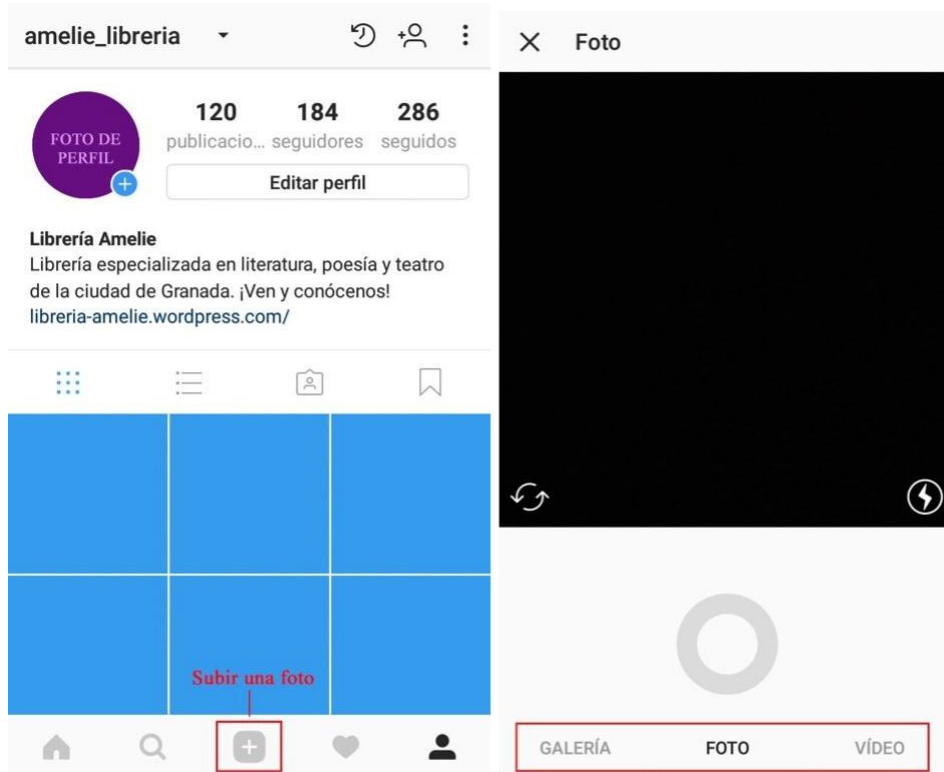 amelie_libreria
FOTO DE
PERFIL
120 184 286
publicacio... seguidores seguidos
Editar perfil
Librería Amelie
Librería especializada en literatura, poesía y teatro
de la ciudad de Granada. ¡Ven y conócenos!
libreria-amelie.wordpress.com/
Subir una foto
Foto
GALERÍA FOTO VÍDEO